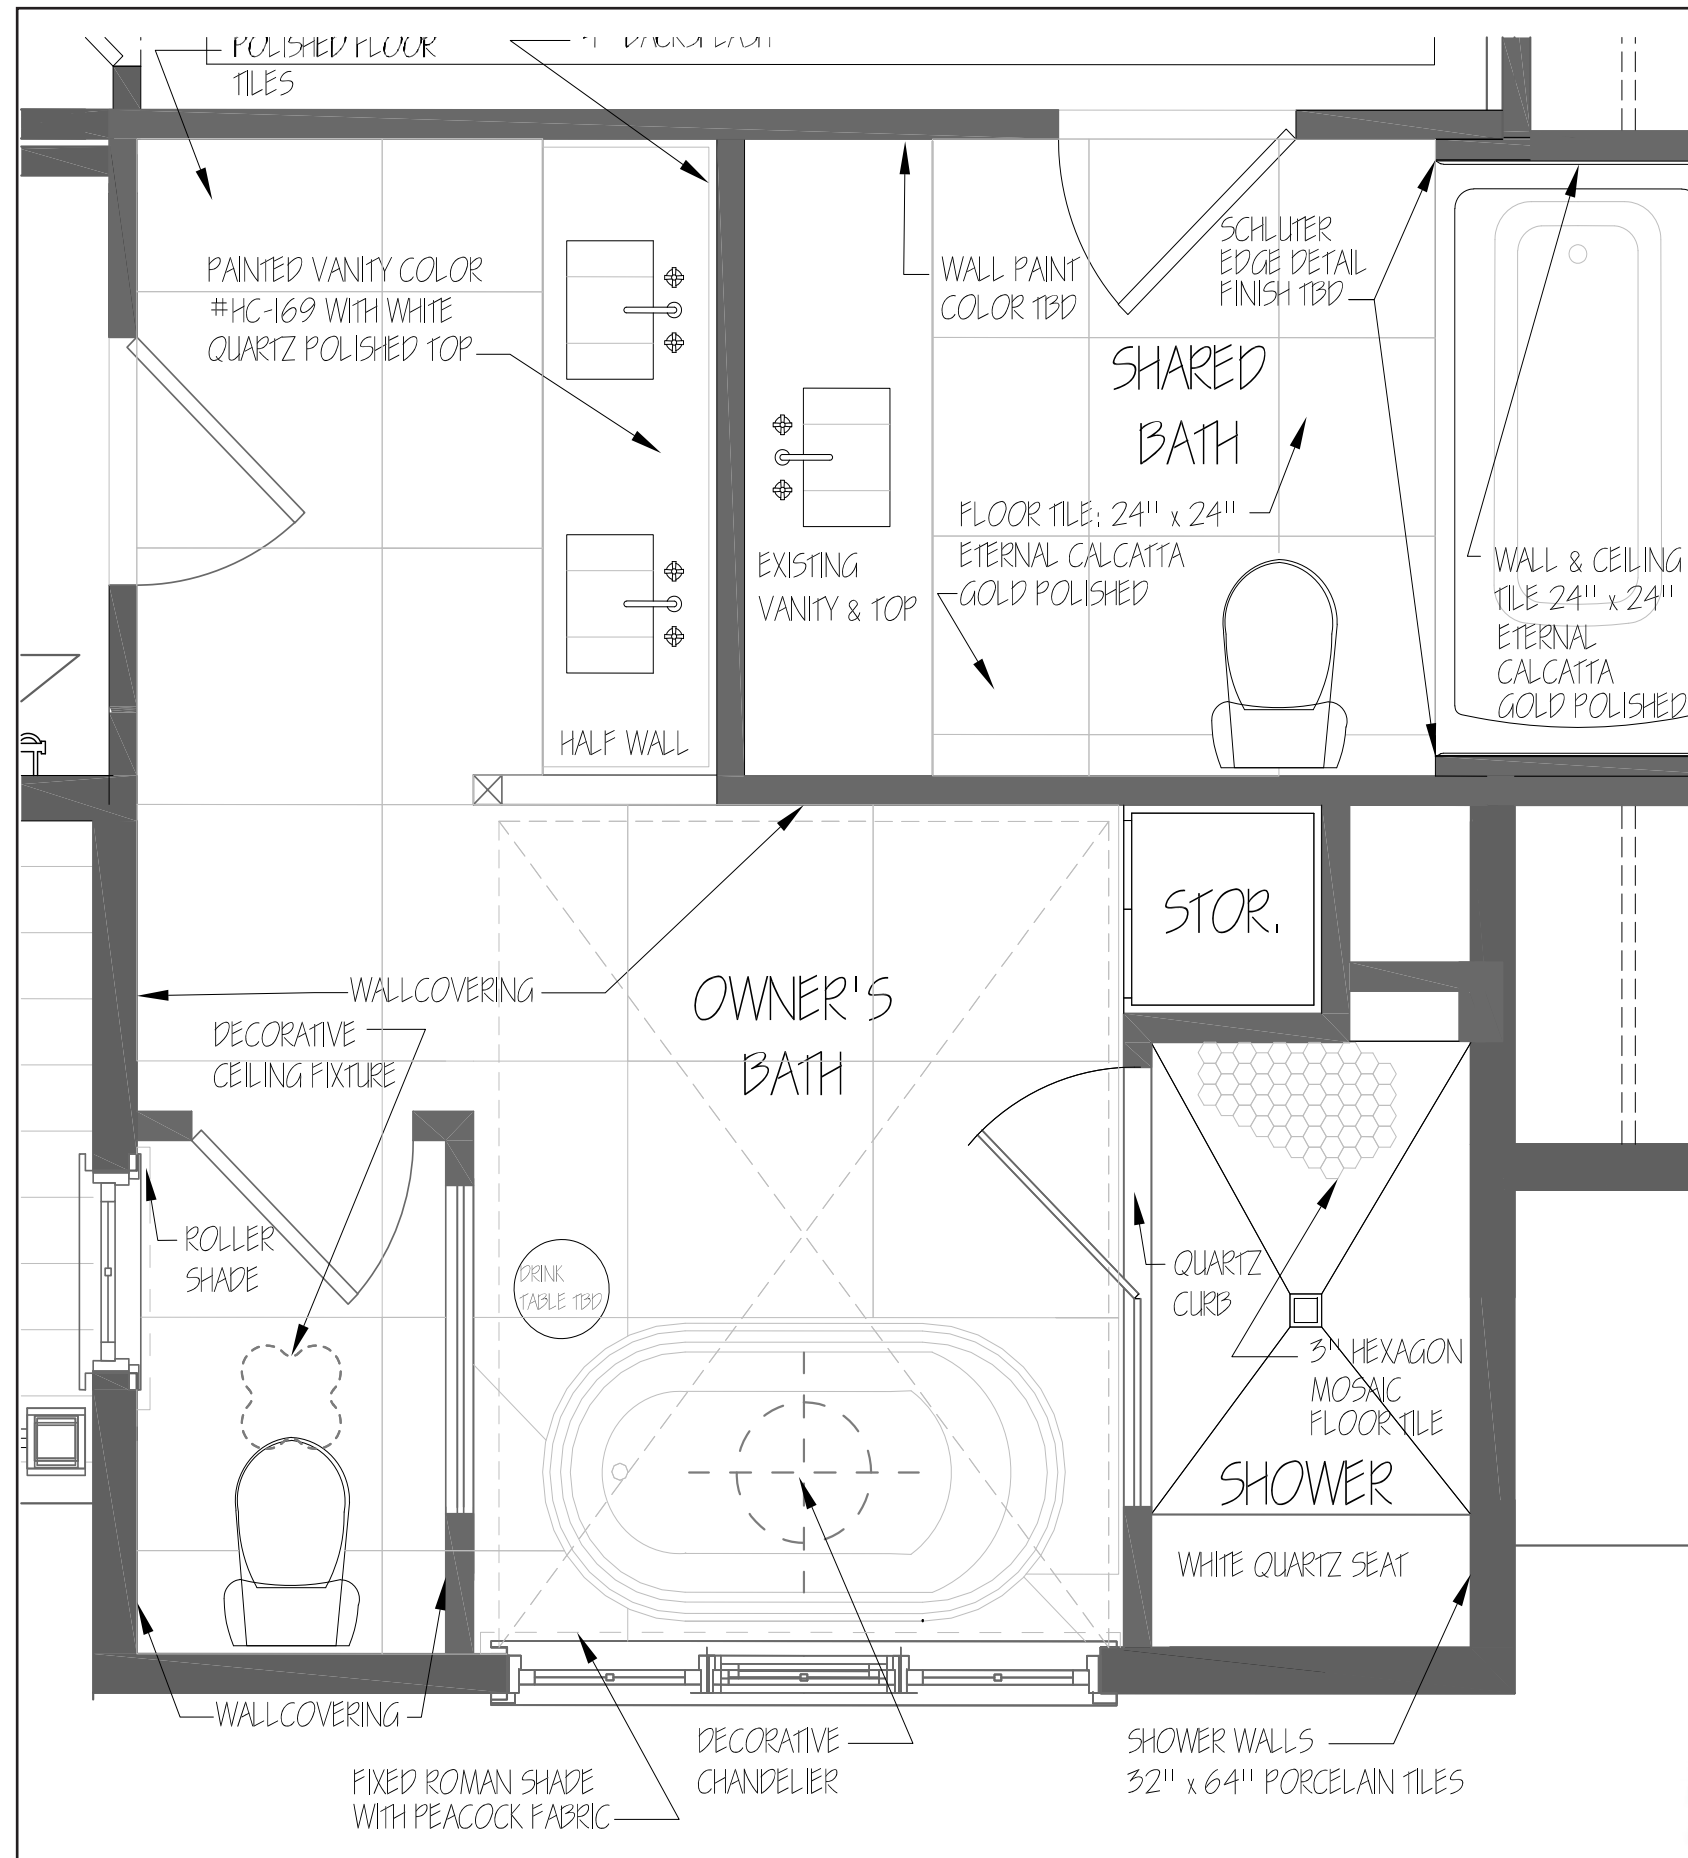 POLISHED FLOOR
TILES
4" BACKSPLASH
PAINTED VANITY COLOR
#HC-169 WITH WHITE
QUARTZ POLISHED TOP
WALL PAINT
COLOR TBD
SCHLUTER
EDGE DETAIL
FINISH TBD
SHARED
BATH
FLOOR TILE: 24" x 24"
ETERNAL CALCATTA
GOLD POLISHED
EXISTING
VANITY & TOP
WALL & CEILING
TILE 24" x 24"
ETERNAL
CALCATTA
GOLD POLISHED
HALF WALL
STOR.
WALLCOVERING
OWNER'S
BATH
DECORATIVE
CEILING FIXTURE
ROLLER
SHADE
DRINK
TABLE TBD
QUARTZ
CURB
3" HEXAGON
MOSAIC
FLOOR TILE
SHOWER
WHITE QUARTZ SEAT
WALLCOVERING
DECORATIVE
CHANDELIER
SHOWER WALLS
32" x 64" PORCELAIN TILES
FIXED ROMAN SHADE
WITH PEACOCK FABRIC